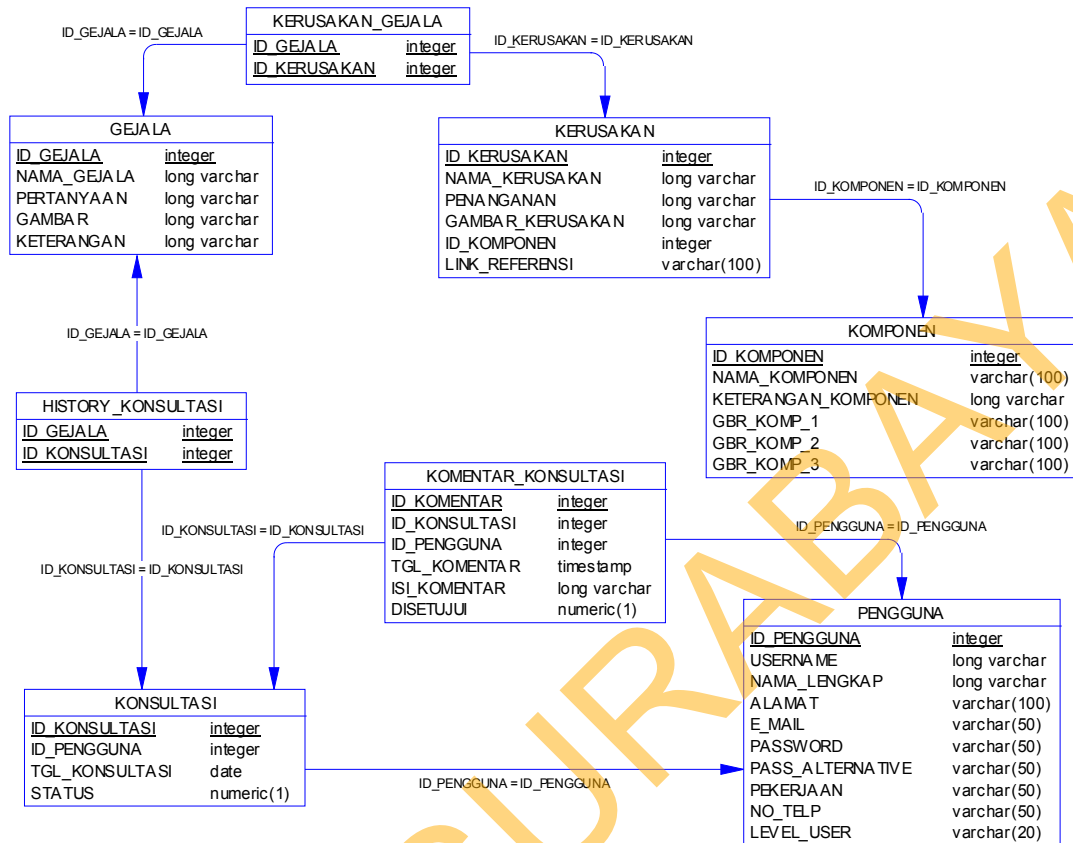 KERUSAKAN_GEJALA
ID_GEJALA integer
ID_KERUSAKAN integer
ID_GEJALA = ID_GEJALA
ID_KERUSAKAN = ID_KERUSAKAN
GEJALA
ID_GEJALA integer
NAMA_GEJALA long varchar
PERTANYAAN long varchar
GAMBAR long varchar
KETERANGAN long varchar
KERUSAKAN
ID_KERUSAKAN integer
NAMA_KERUSAKAN long varchar
PENANGANAN long varchar
GAMBAR_KERUSAKAN long varchar
ID_KOMPONEN integer
LINK_REFERENSI varchar(100)
ID_KOMPONEN = ID_KOMPONEN
ID_GEJALA = ID_GEJALA
KOMPONEN
ID_KOMPONEN integer
NAMA_KOMPONEN varchar(100)
KETERANGAN_KOMPONEN long varchar
GBR_KOMP_1 varchar(100)
GBR_KOMP_2 varchar(100)
GBR_KOMP_3 varchar(100)
HISTORY_KONSULTASI
ID_GEJALA integer
ID_KONSULTASI integer
KOMENTAR_KONSULTASI
ID_KOMENTAR integer
ID_KONSULTASI integer
ID_PENGGUNA integer
TGL_KOMENTAR timestamp
ISI_KOMENTAR long varchar
DISETUJUI numeric(1)
ID_KONSULTASI = ID_KONSULTASI
ID_PENGGUNA = ID_PENGGUNA
ID_KONSULTASI = ID_KONSULTASI
PENGGUNA
ID_PENGGUNA integer
USERNAME long varchar
NAMA_LENGKAP long varchar
ALAMAT varchar(100)
E_MAIL varchar(50)
PASSWORD varchar(50)
PASS_ALTERNATIVE varchar(50)
PEKERJAAN varchar(50)
NO_TELP varchar(50)
LEVEL_USER varchar(20)
KONSULTASI
ID_KONSULTASI integer
ID_PENGGUNA integer
TGL_KONSULTASI date
STATUS numeric(1)
ID_PENGGUNA = ID_PENGGUNA
SURABAYA